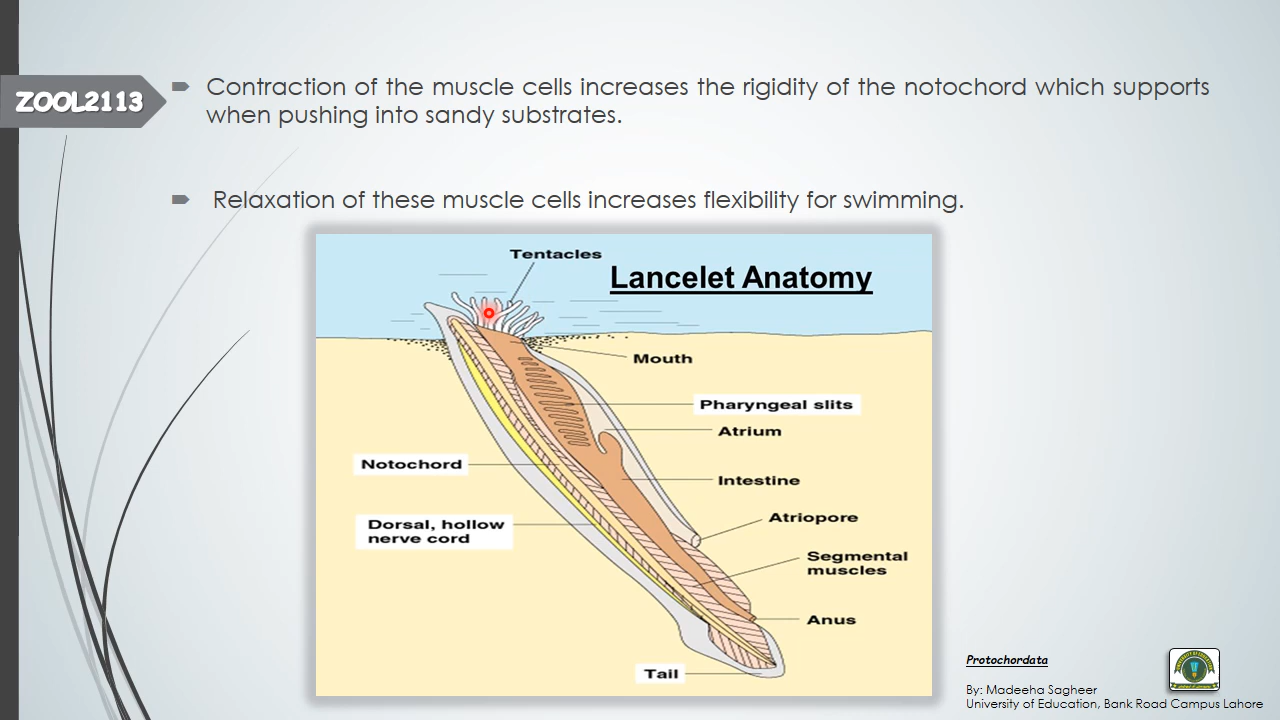 ZOOL2113
Contraction of the muscle cells increases the rigidity of the notochord which supports
when pushing into sandy substrates.
Relaxation of these muscle cells increases flexibility for swimming.
Tentacles
Lancelet Anatomy
Mouth
Pharyngeal slits
Atrium
Notochord
Intestine
Atriopore
Dorsal, hollow
nerve cord
Segmental
muscles
Anus
Tail
Protochordata
By: Madeeha Sagheer
University of Education, Bank Road Campus Lahore